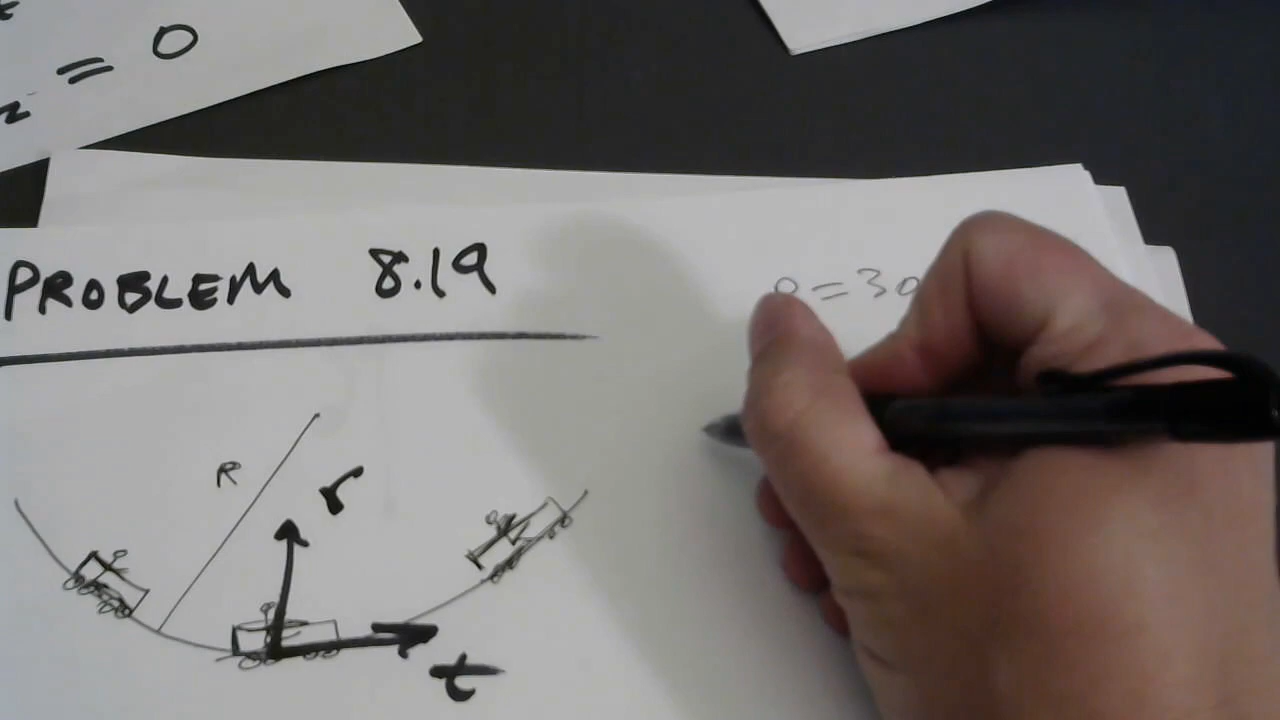 = 0
PROBLEM 8.19
= 30
R
r
t